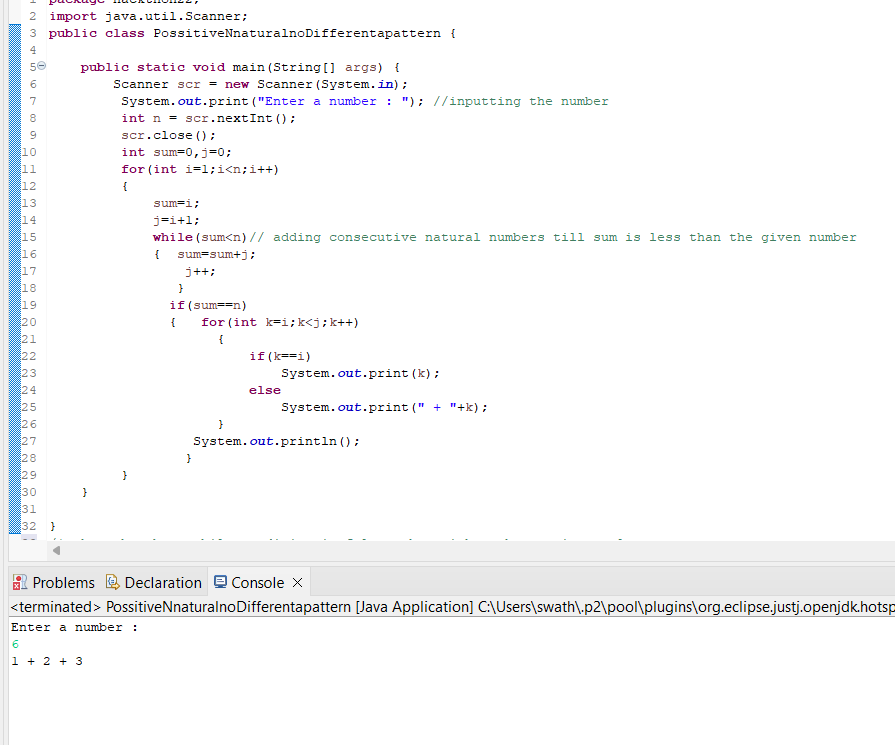 2 import java.util.Scanner;
3 public class PossitiveNnaturalnoDifferentapattern {
4
5 public static void main(String[] args) {
6 Scanner scr = new Scanner(System.in);
7 System.out.print("Enter a number : "); //inputting the number
8 int n = scr.nextInt();
9 scr.close();
10 int sum=0,j=0;
11 for(int i=1;i<n;i++)
12 {
13 sum=i;
14 j=i+1;
15 while(sum<n)// adding consecutive natural numbers till sum is less than the given number
16 { sum=sum+j;
17 j++;
18 }
19 if(sum==n)
20 { for(int k=i;k<j;k++)
21 {
22 if(k==i)
23 System.out.print(k);
24 else
25 System.out.print(" + "+k);
26 }
27 System.out.println();
28 }
29 }
30 }
31
32 }
Problems Declaration Console
<terminated> PossitiveNnaturalnoDifferentapattern [Java Application] C:\Users\swath\.p2\pool\plugins\org.eclipse.justj.openjdk.hotsp
Enter a number :
6
1 + 2 + 3